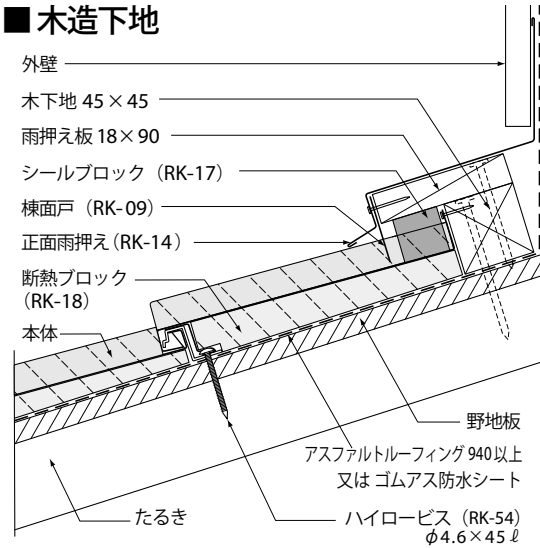 ■ 木造下地
外壁
木下地 45×45
雨押え板 18×90
シールブロック（RK-17）
棟面戸（RK-09）
正面雨押え（RK-14）
断熱ブロック
（RK-18）
本体
野地板
アスファルトルーフィング 940以上
又は ゴムアス防水シート
たるき
ハイロービス（RK-54）
φ4.6×45ℓ